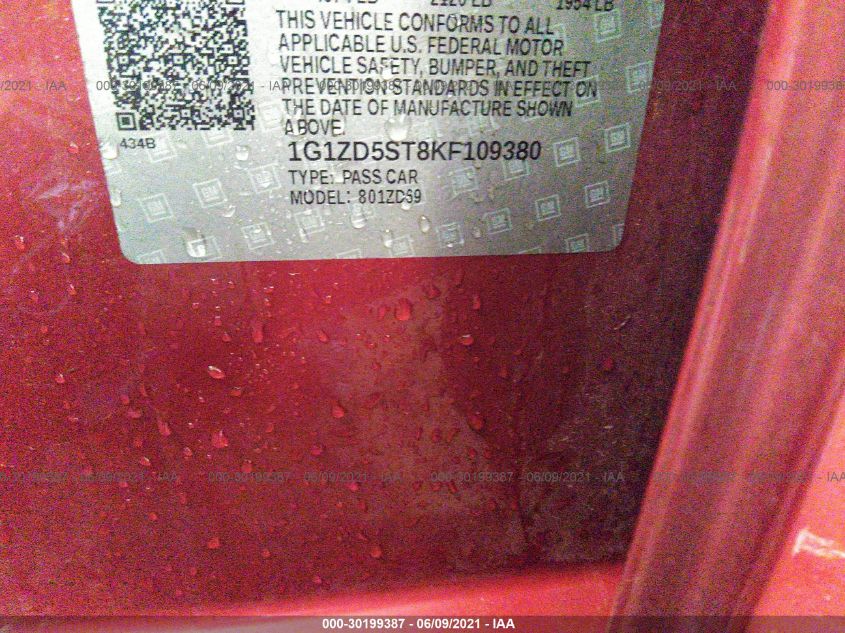 1954 LB
THIS VEHICLE CONFORMS TO ALL
APPLICABLE U.S. FEDERAL MOTOR
VEHICLE SAFETY, BUMPER, AND THEFT
PREVENTION STANDARDS IN EFFECT ON
THE DATE OF MANUFACTURE SHOWN
ABOVE.
434B
1G1ZD5ST8KF109380
TYPE: PASS CAR
MODEL: 801ZD69
000-30199387 - 06/09/2021 - IAA